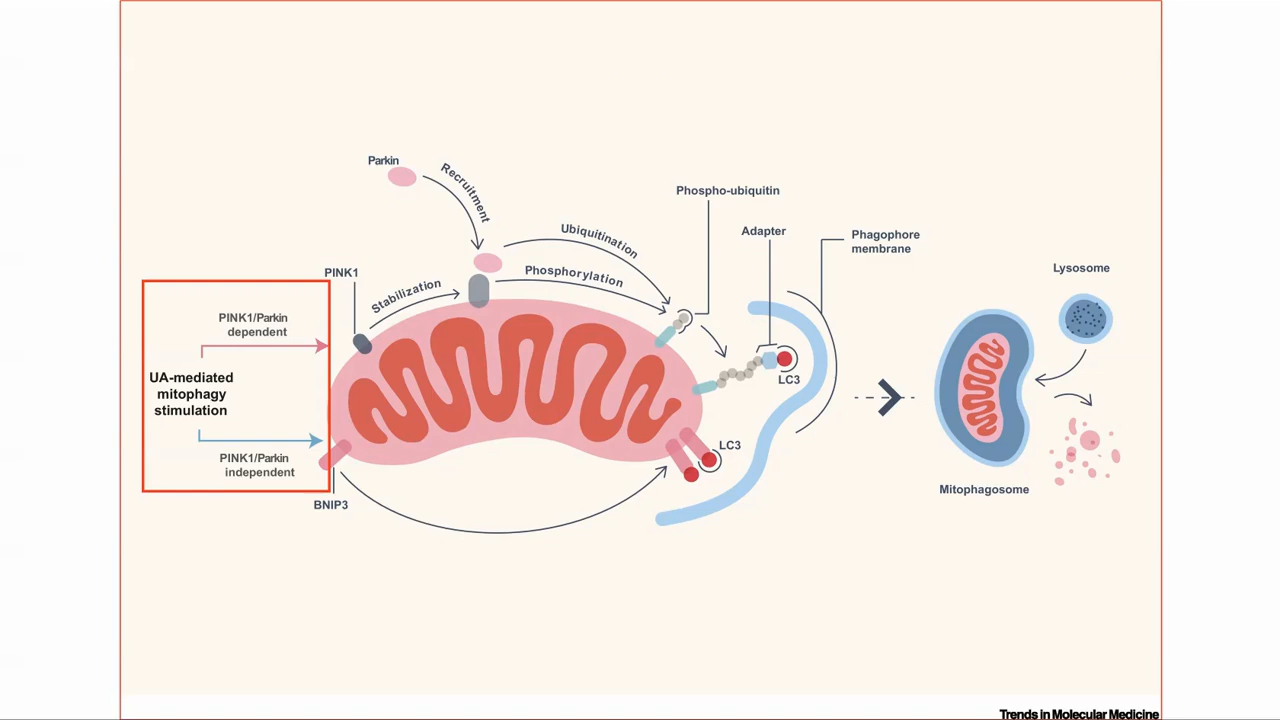 Parkin
Recruitment
Phospho-ubiquitin
Ubiquitination
Adapter
Phagophore
membrane
PINK1
Stabilization
Phosphorylation
Lysosome
PINK1/Parkin
dependent
UA-mediated
mitophagy
stimulation
LC3
LC3
PINK1/Parkin
independent
BNIP3
Mitophagosome
Trends in Molecular Medicine